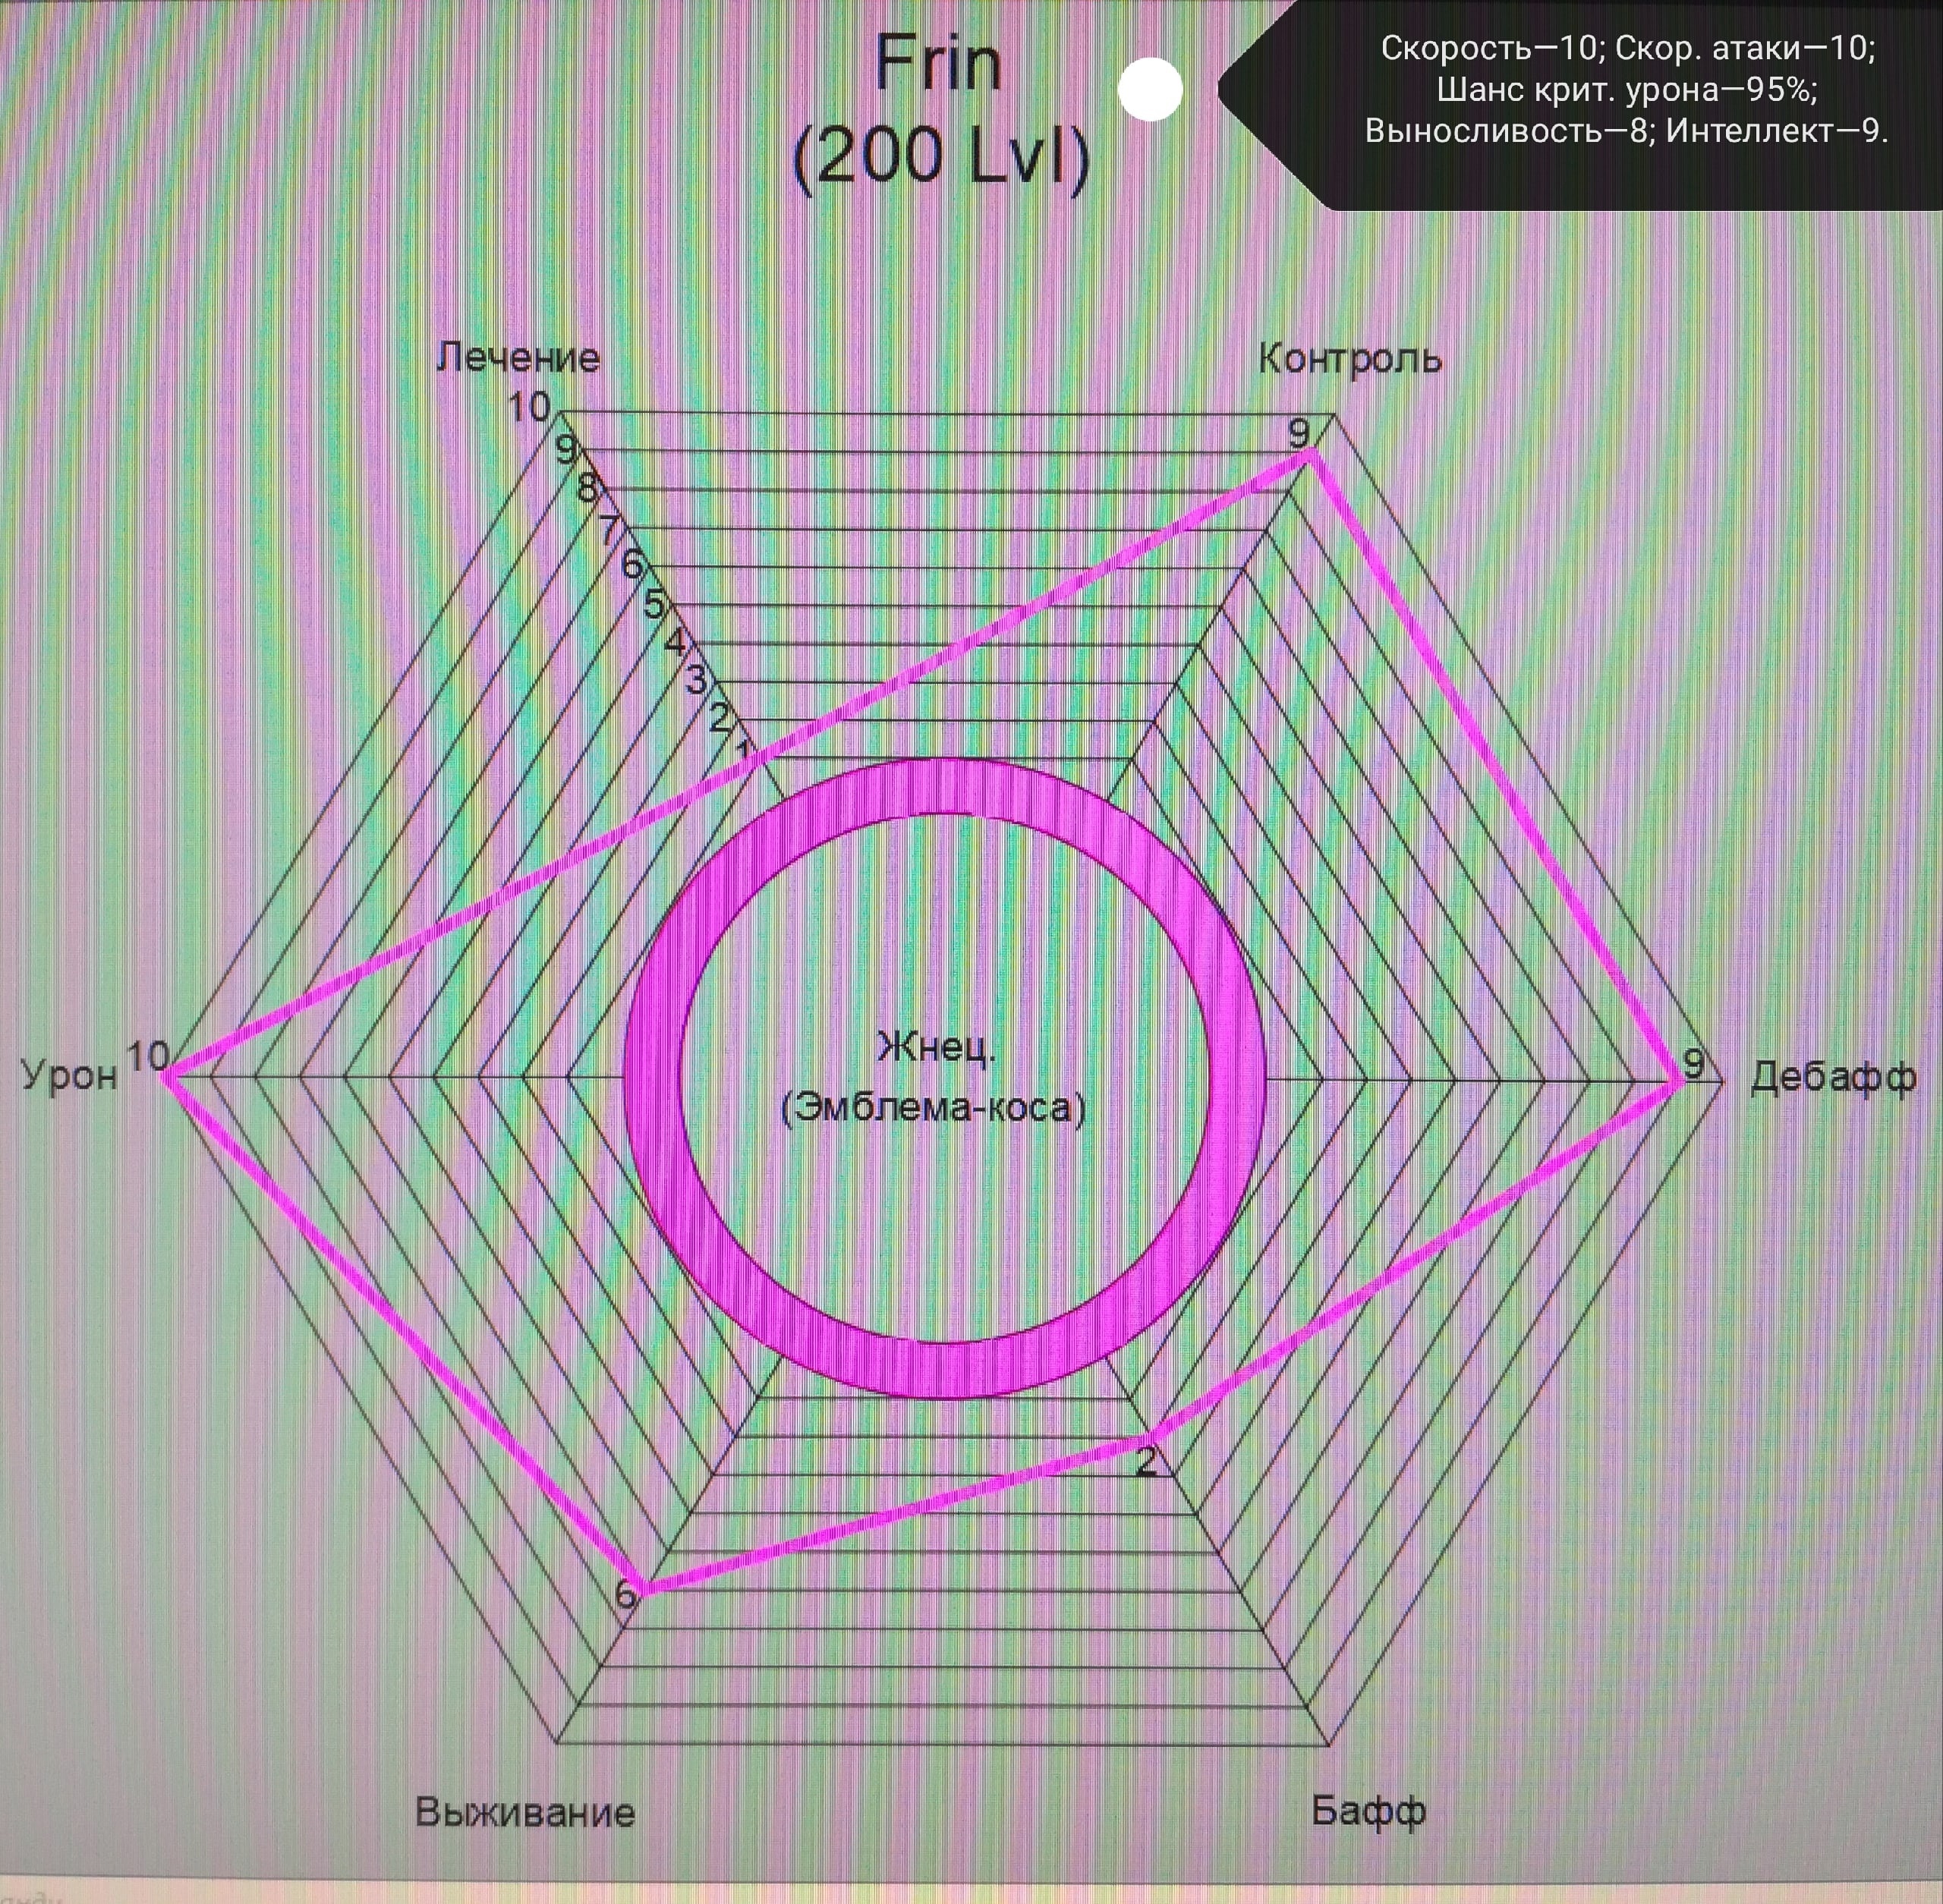 Frin
(200 Lvl)
Скорость—10; Скор. атаки—10;
Шанс крит. урона—95%;
Выносливость—8; Интеллект—9.
Лечение
Контроль
10
9
9
8
7
6
5
4
3
2
1
Урон
10
9
Дебафф
Жнец.
(Эмблема-коса)
2
6
Выживание
Бафф